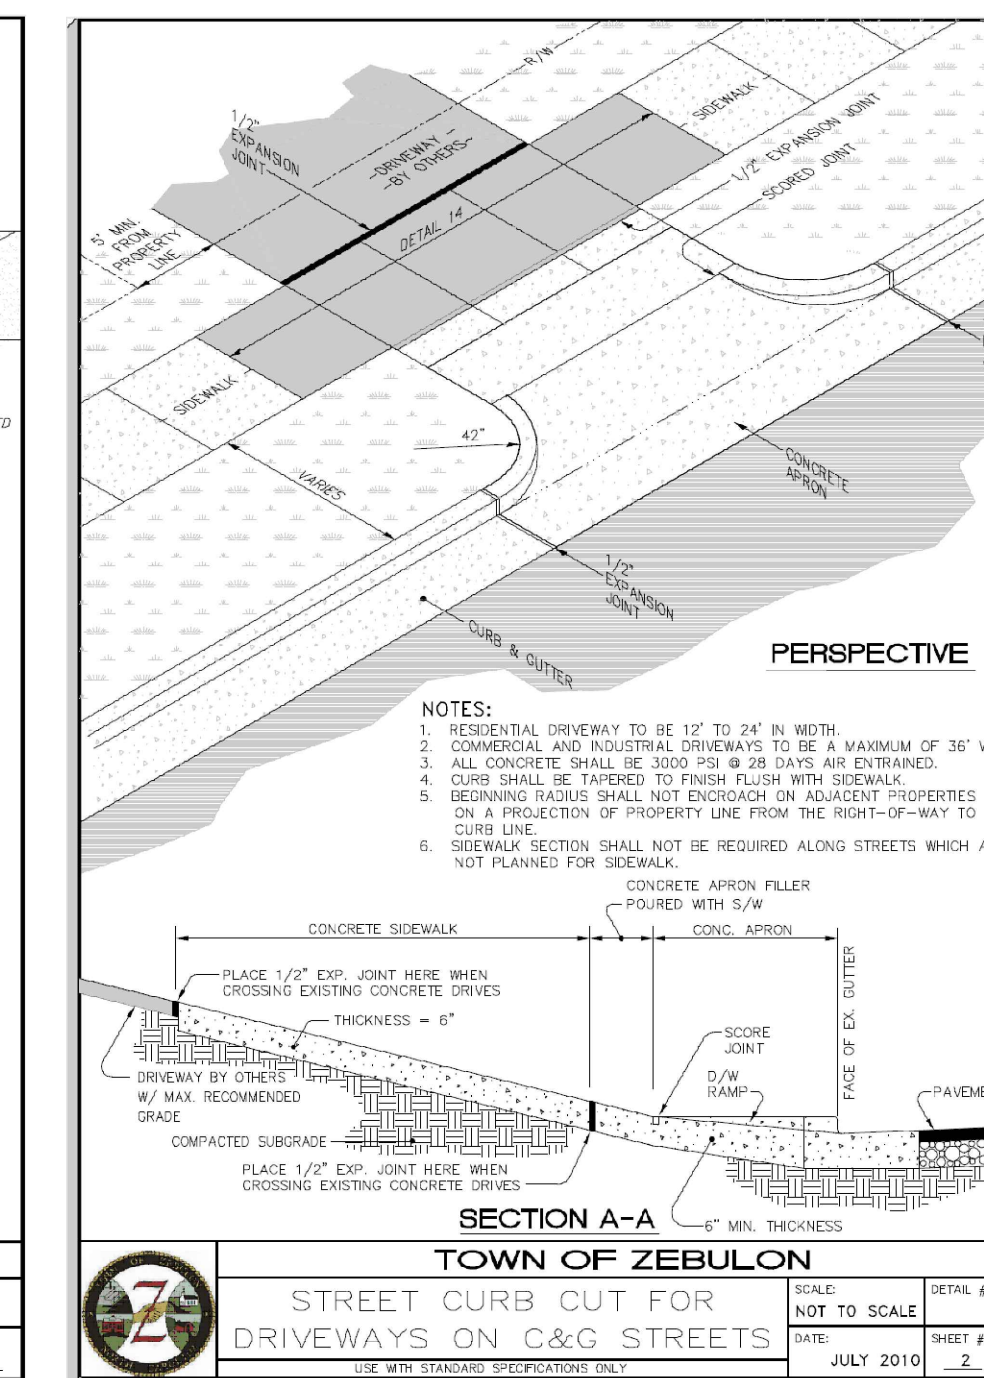 R/W
SIDEWALK
1/2"
EXPANSION
JOINT
DRIVEWAY
BY OTHERS
1/2" EXPANSION JOINT
SCORED JOINT
DETAIL 14
5' MIN.
FROM
PROPERTY
LINE
SIDEWALK
42"
VARIES
CONCRETE
APRON
1/2"
EXPANSION
JOINT
CURB & GUTTER
PERSPECTIVE
NOTES:
1. RESIDENTIAL DRIVEWAY TO BE 12' TO 24' IN WIDTH.
2. COMMERCIAL AND INDUSTRIAL DRIVEWAYS TO BE A MAXIMUM OF 36'
3. ALL CONCRETE SHALL BE 3000 PSI @ 28 DAYS AIR ENTRAINED.
4. CURB SHALL BE TAPERED TO FINISH FLUSH WITH SIDEWALK.
5. BEGINNING RADIUS SHALL NOT ENCROACH ON ADJACENT PROPERTIES
ON A PROJECTION OF PROPERTY LINE FROM THE RIGHT-OF-WAY TO
CURB LINE.
6. SIDEWALK SECTION SHALL NOT BE REQUIRED ALONG STREETS WHICH
NOT PLANNED FOR SIDEWALK.
CONCRETE APRON FILLER
POURED WITH S/W
CONCRETE SIDEWALK
CONC. APRON
FACE OF EX. GUTTER
PLACE 1/2" EXP. JOINT HERE WHEN
CROSSING EXISTING CONCRETE DRIVES
THICKNESS = 6"
SCORE
JOINT
D/W
RAMP
DRIVEWAY BY OTHERS
W/ MAX. RECOMMENDED
GRADE
COMPACTED SUBGRADE
PLACE 1/2" EXP. JOINT HERE WHEN
CROSSING EXISTING CONCRETE DRIVES
SECTION A-A
6" MIN. THICKNESS
TOWN OF ZEBULON
STREET CURB CUT FOR
DRIVEWAYS ON C&G STREETS
USE WITH STANDARD SPECIFICATIONS ONLY
SCALE:
NOT TO SCALE
DATE:
JULY 2010
DETAIL #
SHEET #
2
Z